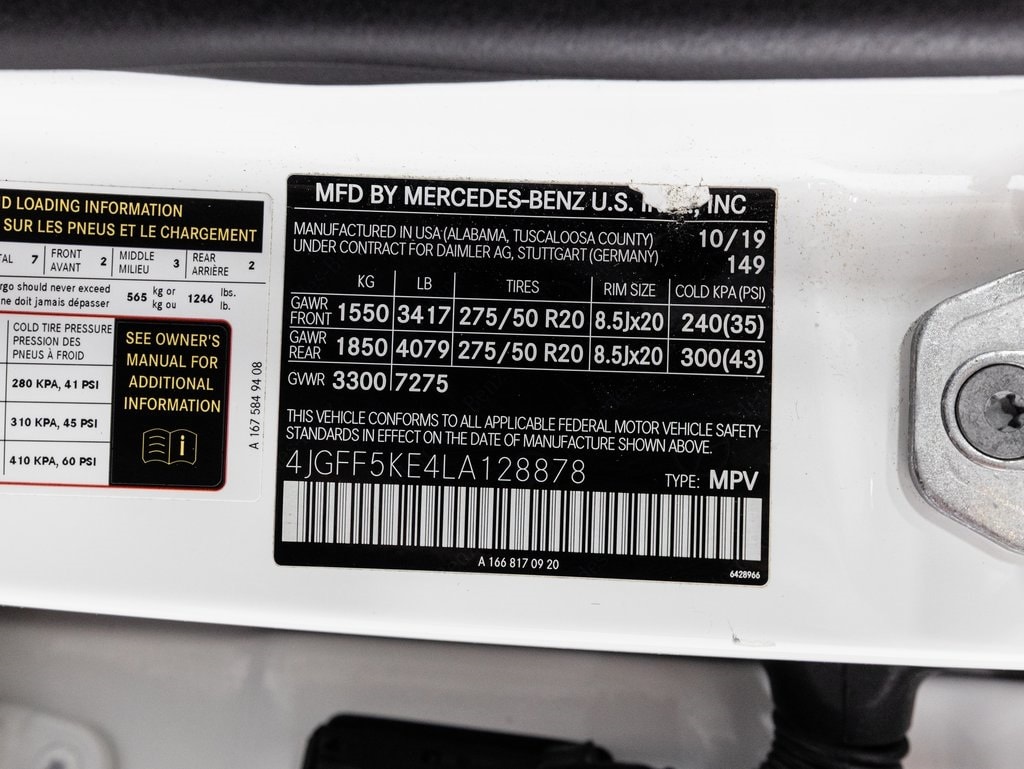 D LOADING INFORMATION
SUR LES PNEUS ET LE CHARGEMENT
7 FRONT AVANT 2 MIDDLE MILIEU 3 REAR ARRIÈRE 2
should never exceed
ne doit jamais dépasser 565 kg or kg ou 1246 lbs. lb.
COLD TIRE PRESSURE
PRESSION DES
PNEUS À FROID
280 KPA, 41 PSI
310 KPA, 45 PSI
410 KPA, 60 PSI
SEE OWNER'S
MANUAL FOR
ADDITIONAL
INFORMATION
i
A 167 584 94 08
MFD BY MERCEDES-BENZ U.S. INC
MANUFACTURED IN USA (ALABAMA, TUSCALOOSA COUNTY) 10/19
UNDER CONTRACT FOR DAIMLER AG, STUTTGART (GERMANY) 149
KG LB TIRES RIM SIZE COLD KPA (PSI)
GAWR FRONT 1550 3417 275/50 R20 8.5Jx20 240(35)
GAWR REAR 1850 4079 275/50 R20 8.5Jx20 300(43)
GVWR 3300 7275
THIS VEHICLE CONFORMS TO ALL APPLICABLE FEDERAL MOTOR VEHICLE SAFETY
STANDARDS IN EFFECT ON THE DATE OF MANUFACTURE SHOWN ABOVE.
4JGFF5KE4LA128878 TYPE: MPV
A 166 817 09 20
6428966